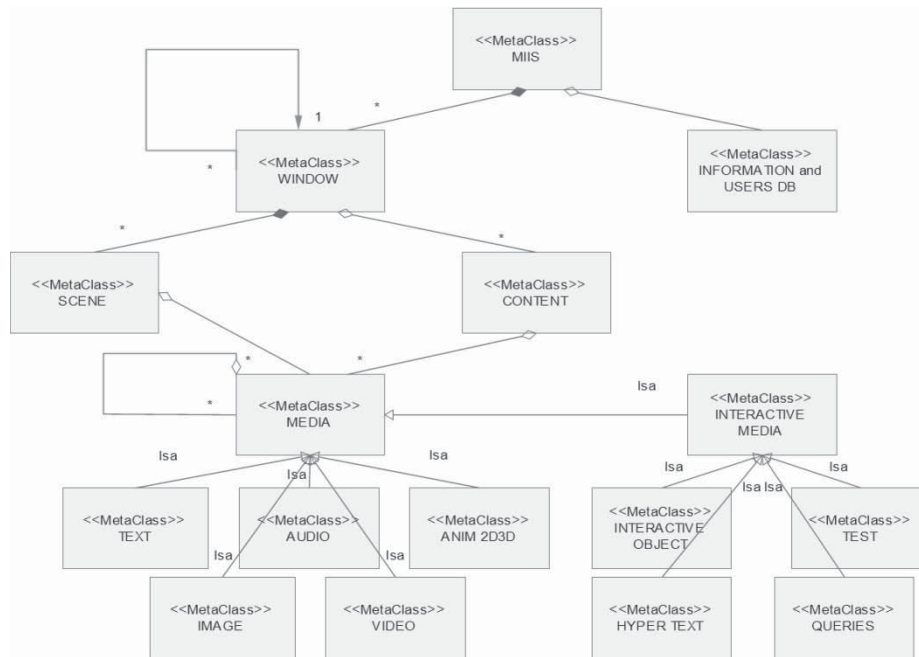 <<MetaClass>>
MIIS
*
1
*
<<MetaClass>>
WINDOW
<<MetaClass>>
INFORMATION and
USERS DB
*
*
<<MetaClass>>
SCENE
<<MetaClass>>
CONTENT
*
*
*
<<MetaClass>>
MEDIA
Isa
<<MetaClass>>
INTERACTIVE
MEDIA
Isa
Isa
Isa
Isa
Isa Isa
Isa
<<MetaClass>>
TEXT
<<MetaClass>>
AUDIO
<<MetaClass>>
ANIM 2D3D
<<MetaClass>>
INTERACTIVE
OBJECT
<<MetaClass>>
TEST
Isa
Isa
<<MetaClass>>
IMAGE
<<MetaClass>>
VIDEO
<<MetaClass>>
HYPER TEXT
<<MetaClass>>
QUERIES